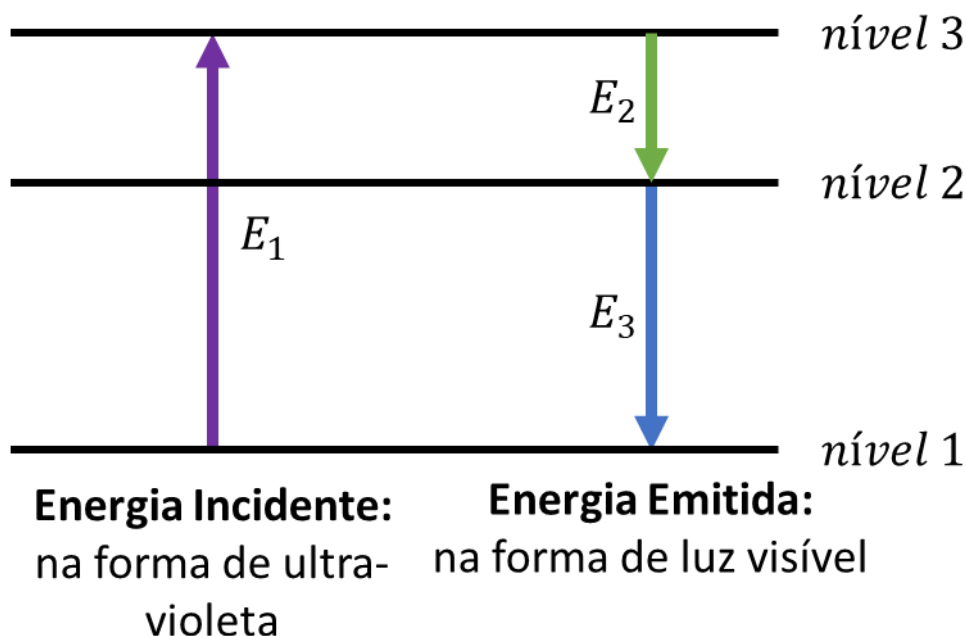 nível 3
E₂
nível 2
E₁
E₃
nível 1
Energia Incidente:
na forma de ultra-
violeta
Energia Emitida:
na forma de luz visível